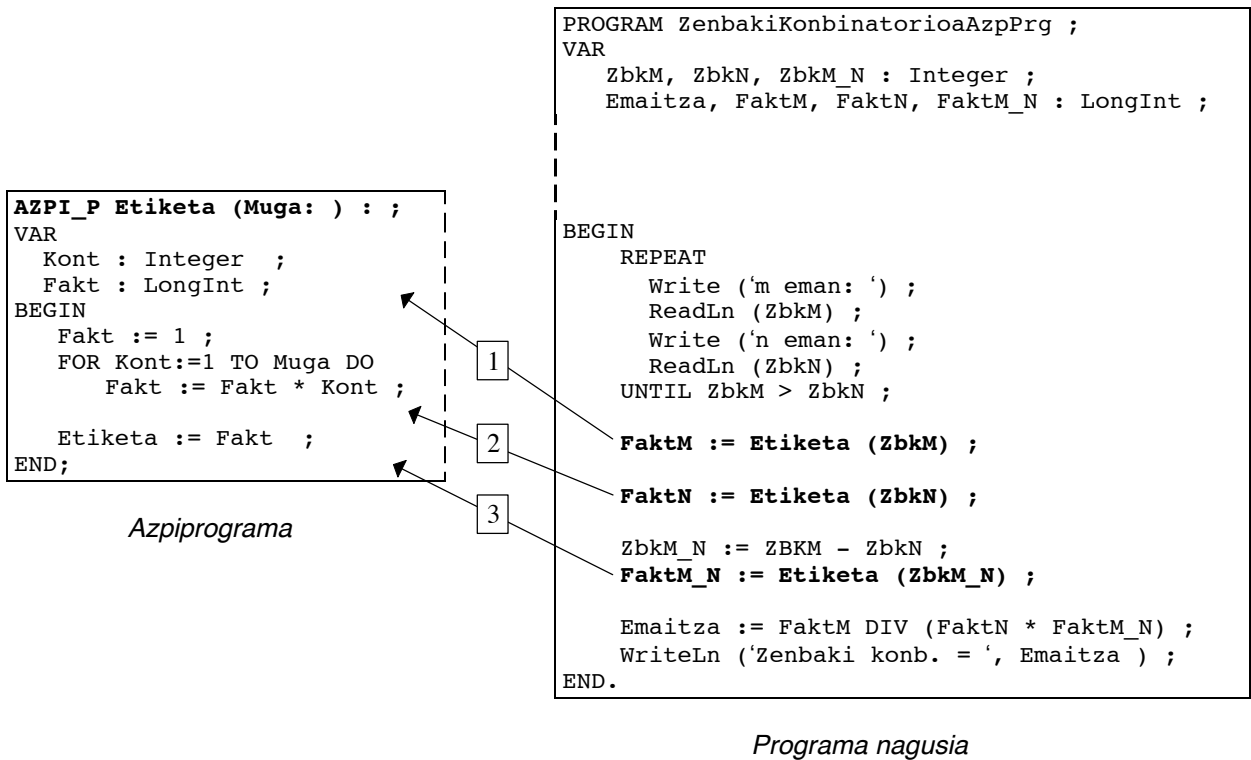 AZPI_P Etiketa (Muga: ) : ;
VAR
Kont : Integer ;
Fakt : LongInt ;
BEGIN
Fakt := 1 ;
FOR Kont:=1 TO Muga DO
Fakt := Fakt * Kont ;
Etiketa := Fakt ;
END;
Azpiprograma
1
2
3
PROGRAM ZenbakiKonbinatorioaAzpPrg ;
VAR
ZbkM, ZbkN, ZbkM_N : Integer ;
Emaitza, FaktM, FaktN, FaktM_N : LongInt ;
BEGIN
REPEAT
Write (‘m eman: ‘) ;
ReadLn (ZbkM) ;
Write (‘n eman: ‘) ;
ReadLn (ZbkN) ;
UNTIL ZbkM > ZbkN ;
FaktM := Etiketa (ZbkM) ;
FaktN := Etiketa (ZbkN) ;
ZbkM_N := ZBKM – ZbkN ;
FaktM_N := Etiketa (ZbkM_N) ;
Emaitza := FaktM DIV (FaktN * FaktM_N) ;
WriteLn (‘Zenbaki konb. = ‘, Emaitza ) ;
END.
Programa nagusia